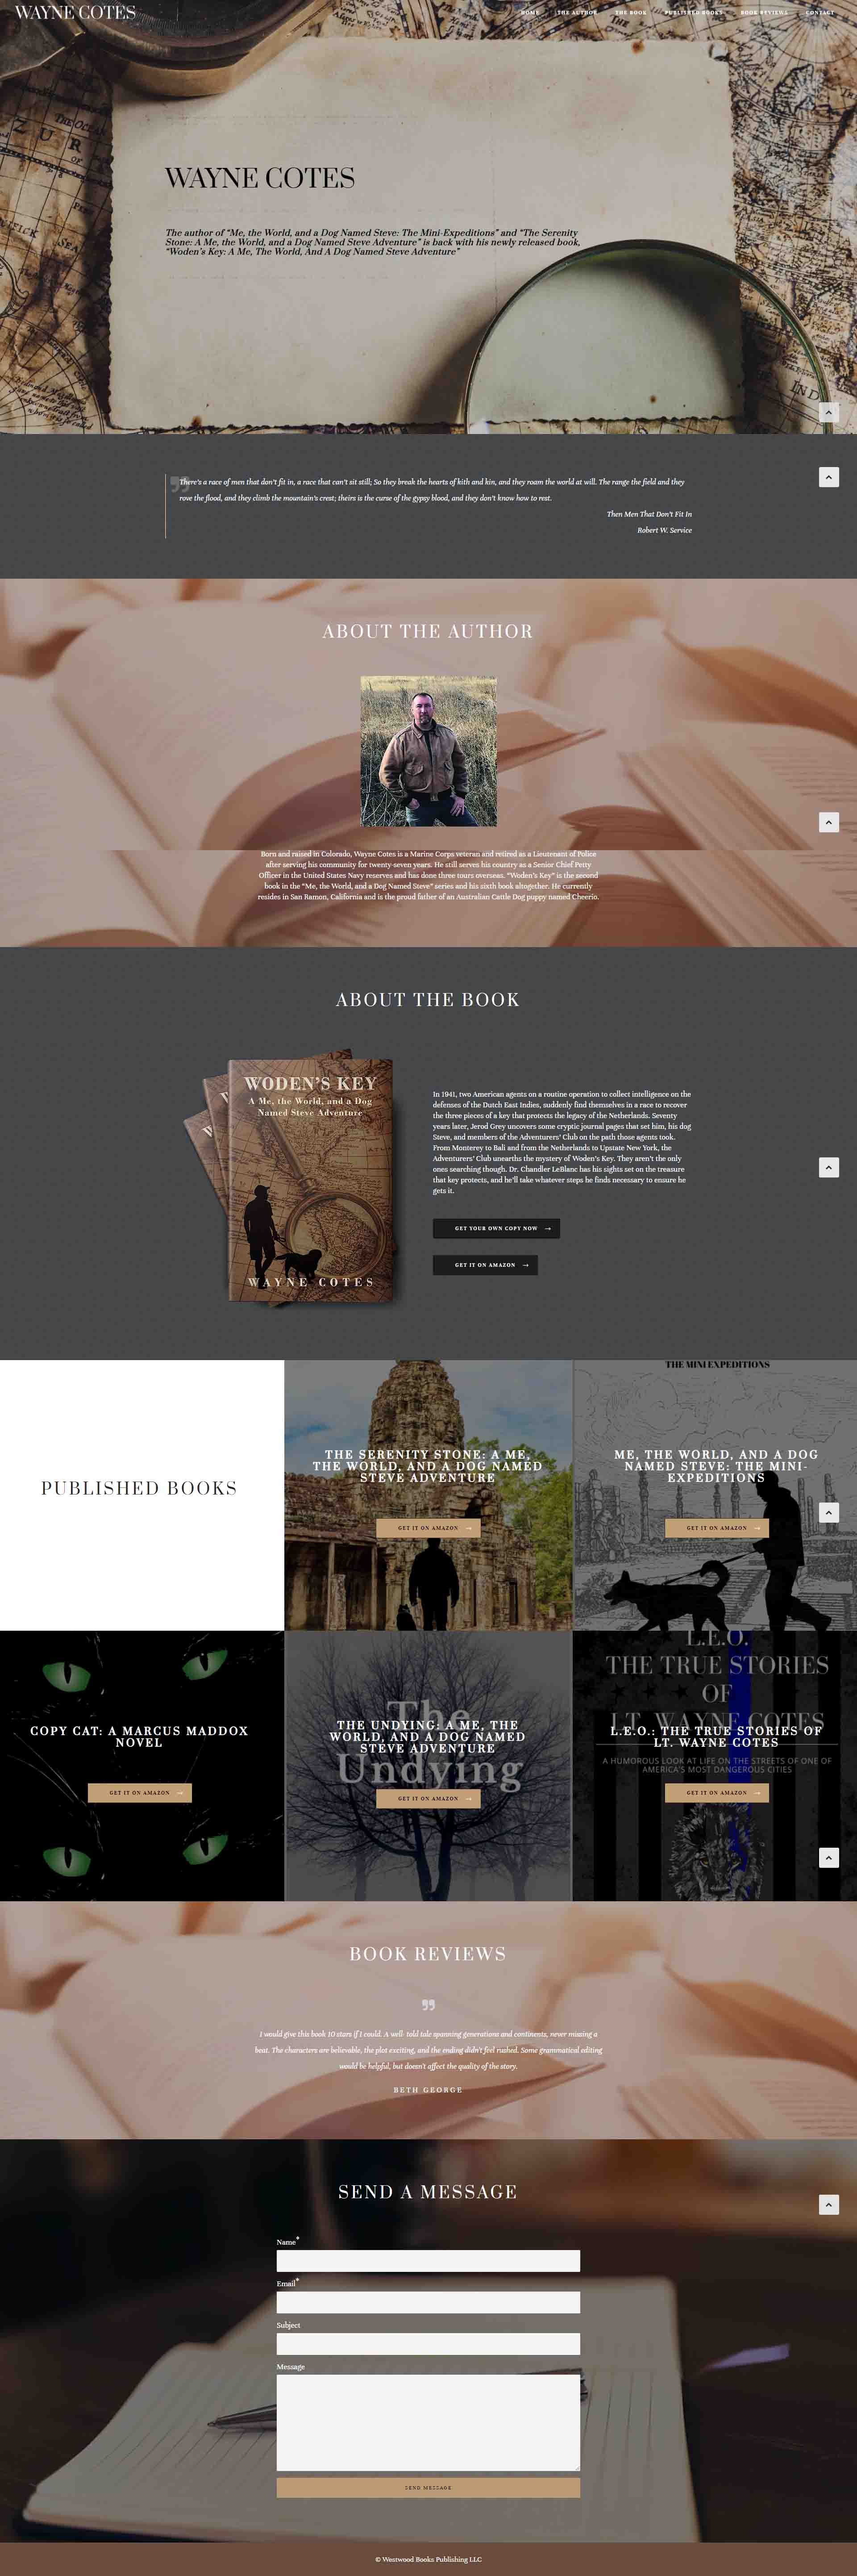 WAYNE COTES
HOME THE AUTHOR THE BOOK PUBLISHED BOOKS BOOK REVIEWS CONTACT
WAYNE COTES
The author of “Me, the World, and a Dog Named Steve: The Mini-Expeditions” and “The Serenity
Stone: A Me, the World, and a Dog Named Steve Adventure” is back with his newly released book,
“Woden’s Key: A Me, The World, And A Dog Named Steve Adventure”
There’s a race of men that don’t fit in, a race that can’t sit still; So they break the hearts of kith and kin, and they roam the world at will. The range the field and they
rove the flood, and they climb the mountain’s crest; theirs is the curse of the gypsy blood, and they don’t know how to rest.
Then Men That Don’t Fit In
Robert W. Service
ABOUT THE AUTHOR
Born and raised in Colorado, Wayne Cotes is a Marine Corps veteran and retired as a Lieutenant of Police
after serving his community for twenty-seven years. He still serves his country as a Senior Chief Petty
Officer in the United States Navy reserves and has done three tours overseas. “Woden’s Key” is the second
book in the “Me, the World, and a Dog Named Steve” series and his sixth book altogether. He currently
resides in San Ramon, California and is the proud father of an Australian Cattle Dog puppy named Cheerio.
ABOUT THE BOOK
WODEN’S KEY
A Me, the World, and a Dog
Named Steve Adventure
WAYNE COTES
In 1941, two American agents on a routine operation to collect intelligence on the
defenses of the Dutch East Indies, suddenly find themselves in a race to recover
the three pieces of a key that protects the legacy of the Netherlands. Seventy
years later, Jerod Grey uncovers some cryptic journal pages that set him, his dog
Steve, and members of the Adventurers’ Club on the path those agents took.
From Monterey to Bali and from the Netherlands to Upstate New York, the
Adventurers’ Club unearths the mystery of Woden’s Key. They aren’t the only
ones searching though. Dr. Chandler LeBlanc has his sights set on the treasure
that key protects, and he’ll take whatever steps he finds necessary to ensure he
gets it.
GET YOUR OWN COPY NOW
GET IT ON AMAZON
PUBLISHED BOOKS
THE SERENITY STONE: A ME,
THE WORLD, AND A DOG NAMED
STEVE ADVENTURE
GET IT ON AMAZON
THE MINI EXPEDITIONS
ME, THE WORLD, AND A DOG
NAMED STEVE: THE MINI-
EXPEDITIONS
GET IT ON AMAZON
COPY CAT: A MARCUS MADDOX
NOVEL
GET IT ON AMAZON
The
Undying
THE UNDYING: A ME, THE
WORLD, AND A DOG NAMED
STEVE ADVENTURE
GET IT ON AMAZON
L.E.O.
THE TRUE STORIES
OF
LT. WAYNE COTES
L.E.O.: THE TRUE STORIES OF
LT. WAYNE COTES
A HUMOROUS LOOK AT LIFE ON THE STREETS OF ONE OF
AMERICA'S MOST DANGEROUS CITIES
GET IT ON AMAZON
BOOK REVIEWS
I would give this book 10 stars if I could. A well- told tale spanning generations and continents, never missing a
beat. The characters are believable, the plot exciting, and the ending didn't feel rushed. Some grammatical editing
would be helpful, but doesn't affect the quality of the story.
BETH GEORGE
SEND A MESSAGE
Name*
Email*
Subject
Message
SEND MESSAGE
© Westwood Books Publishing LLC